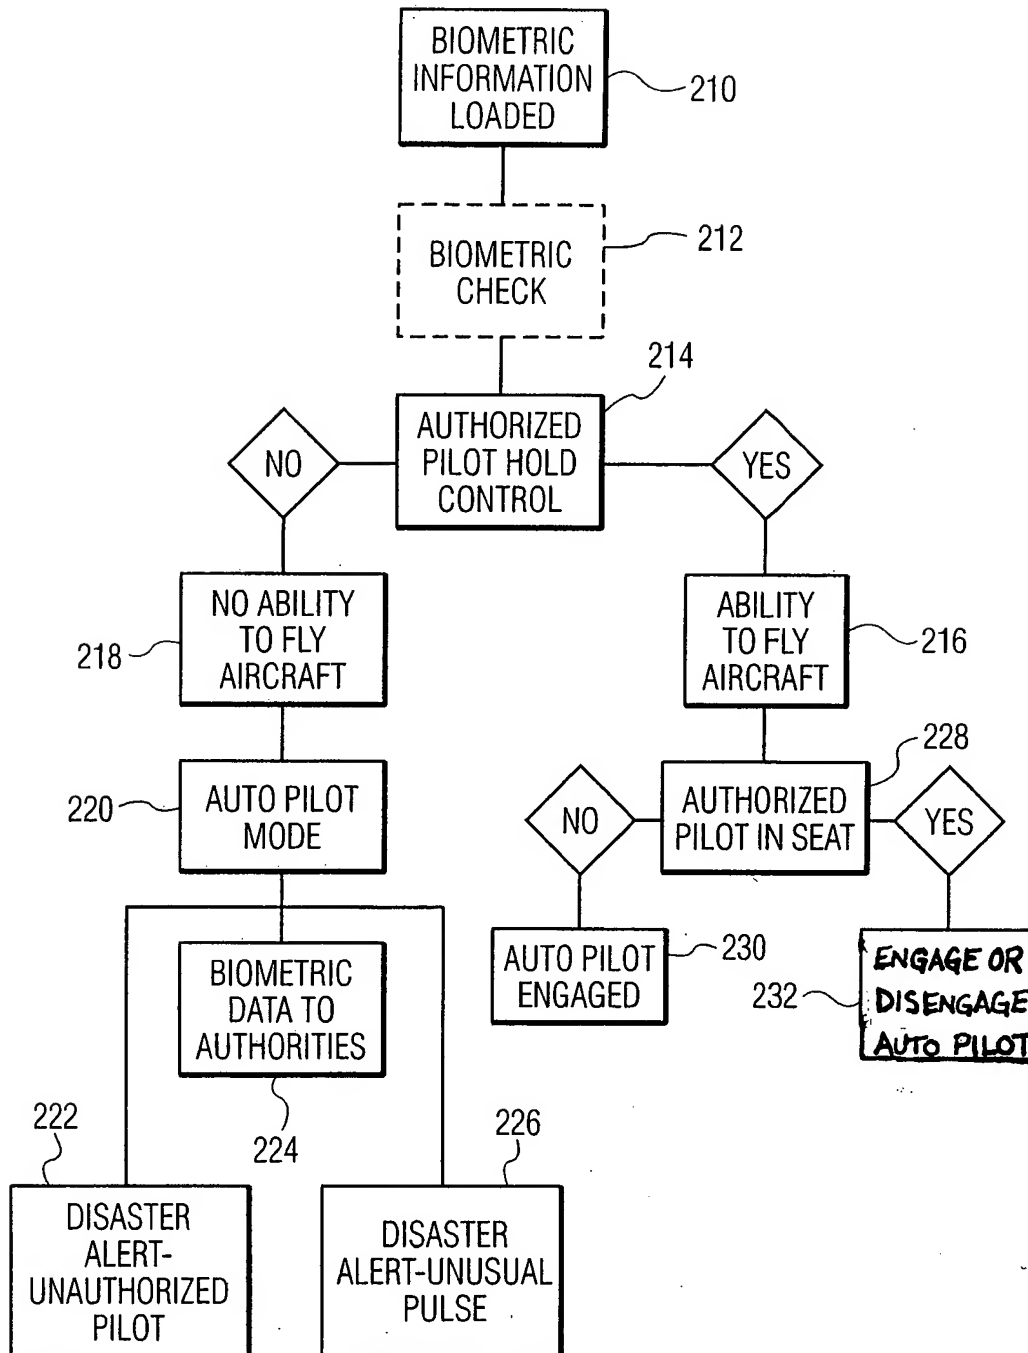 BIOMETRIC
INFORMATION
LOADED
210
BIOMETRIC
CHECK
212
214
AUTHORIZED
PILOT HOLD
CONTROL
NO
YES
NO ABILITY
TO FLY
AIRCRAFT
218
ABILITY
TO FLY
AIRCRAFT
216
AUTO PILOT
MODE
220
228
AUTHORIZED
PILOT IN SEAT
NO
YES
BIOMETRIC
DATA TO
AUTHORITIES
224
AUTO PILOT
ENGAGED
230
ENGAGE OR
DISENGAGE
AUTO PILOT
232
222
DISASTER
ALERT-
UNAUTHORIZED
PILOT
226
DISASTER
ALERT-UNUSUAL
PULSE